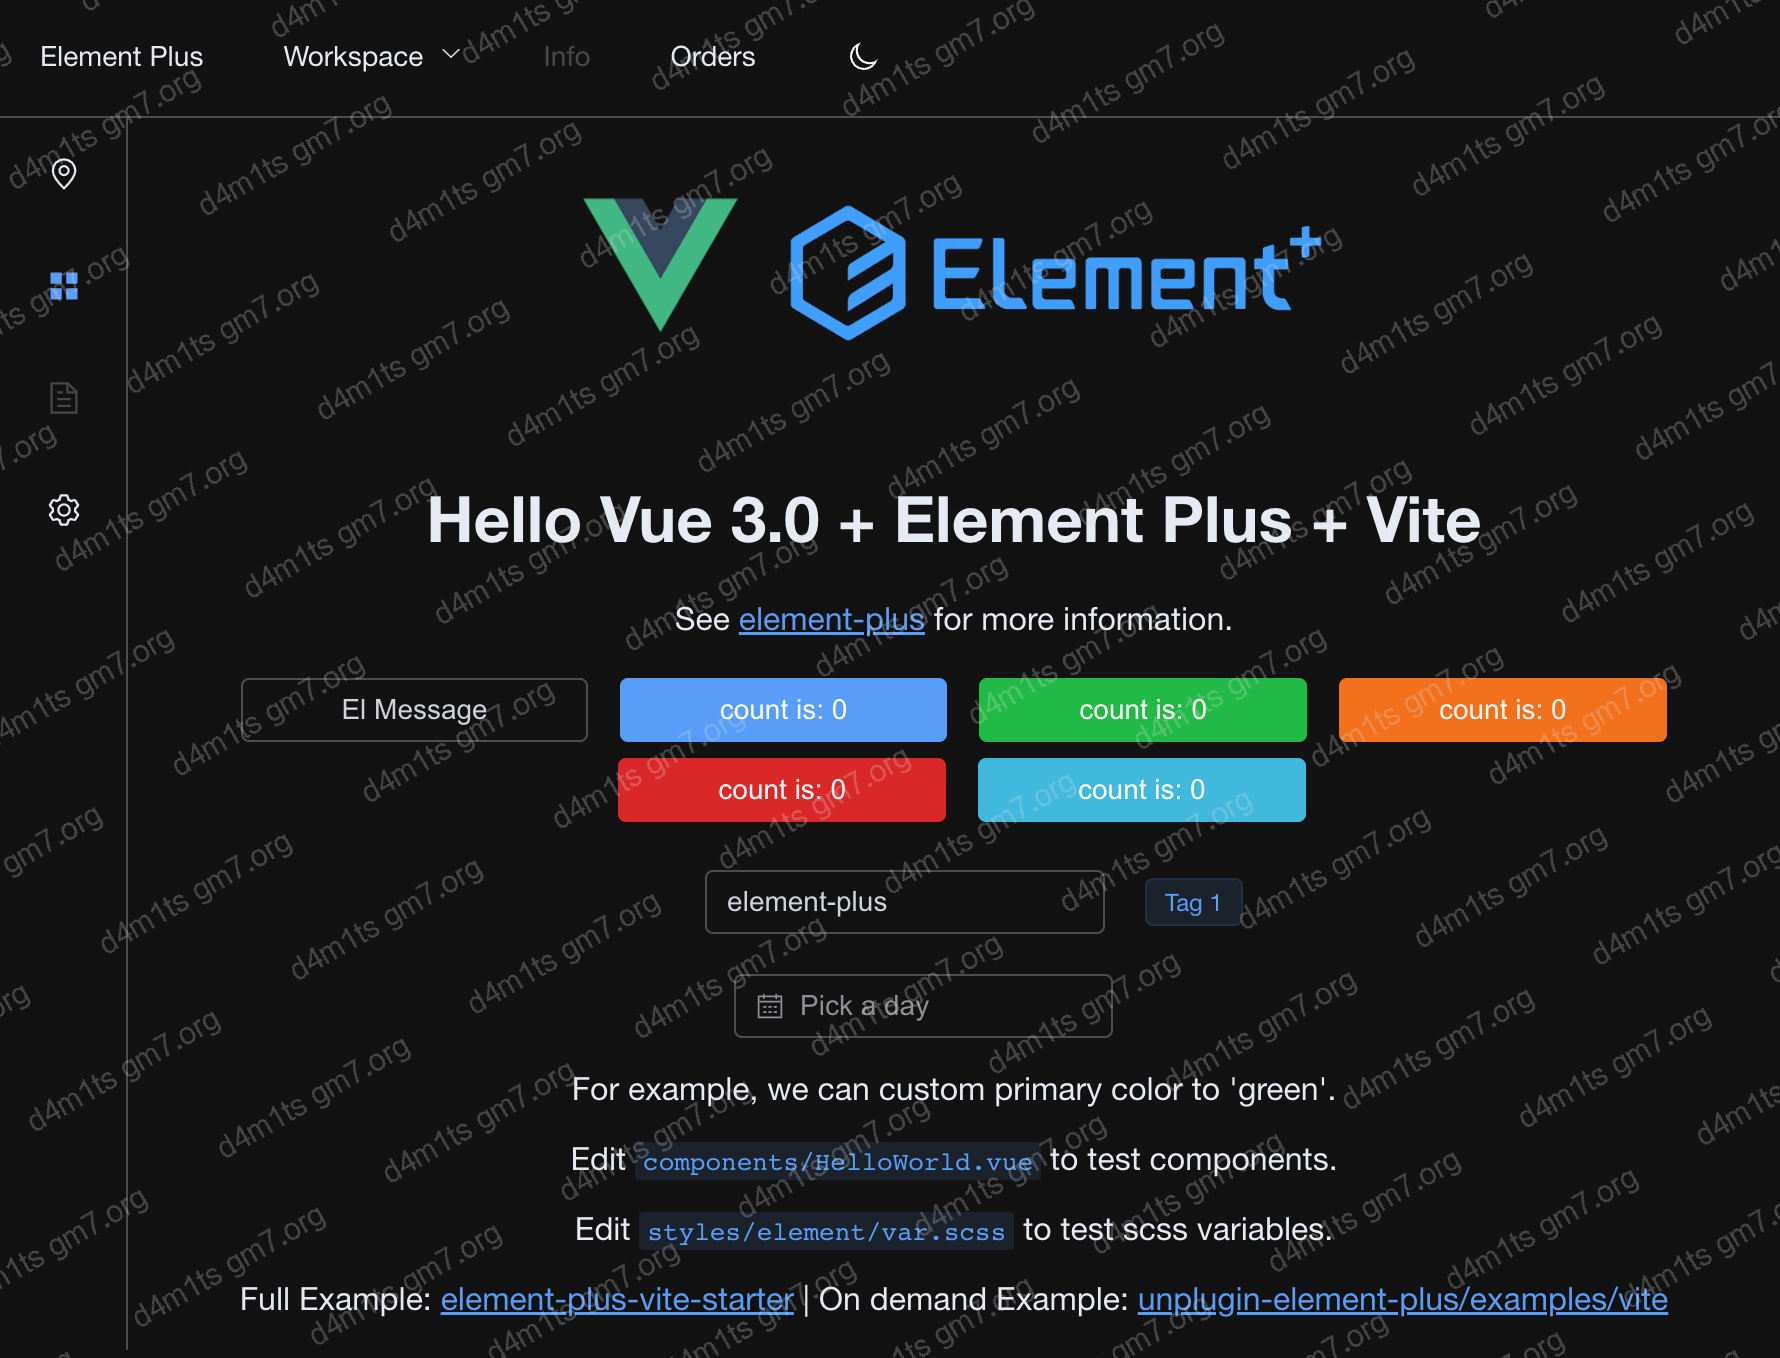 Element Plus Workspace Info Orders
Element+
Hello Vue 3.0 + Element Plus + Vite
See element-plus for more information.
El Message count is: 0 count is: 0 count is: 0
count is: 0 count is: 0
element-plus Tag 1
Pick a day
For example, we can custom primary color to 'green'.
Edit components/HelloWorld.vue to test components.
Edit styles/element/var.scss to test scss variables.
Full Example: element-plus-vite-starter | On demand Example: unplugin-element-plus/examples/vite
d4m1ts gm7.org